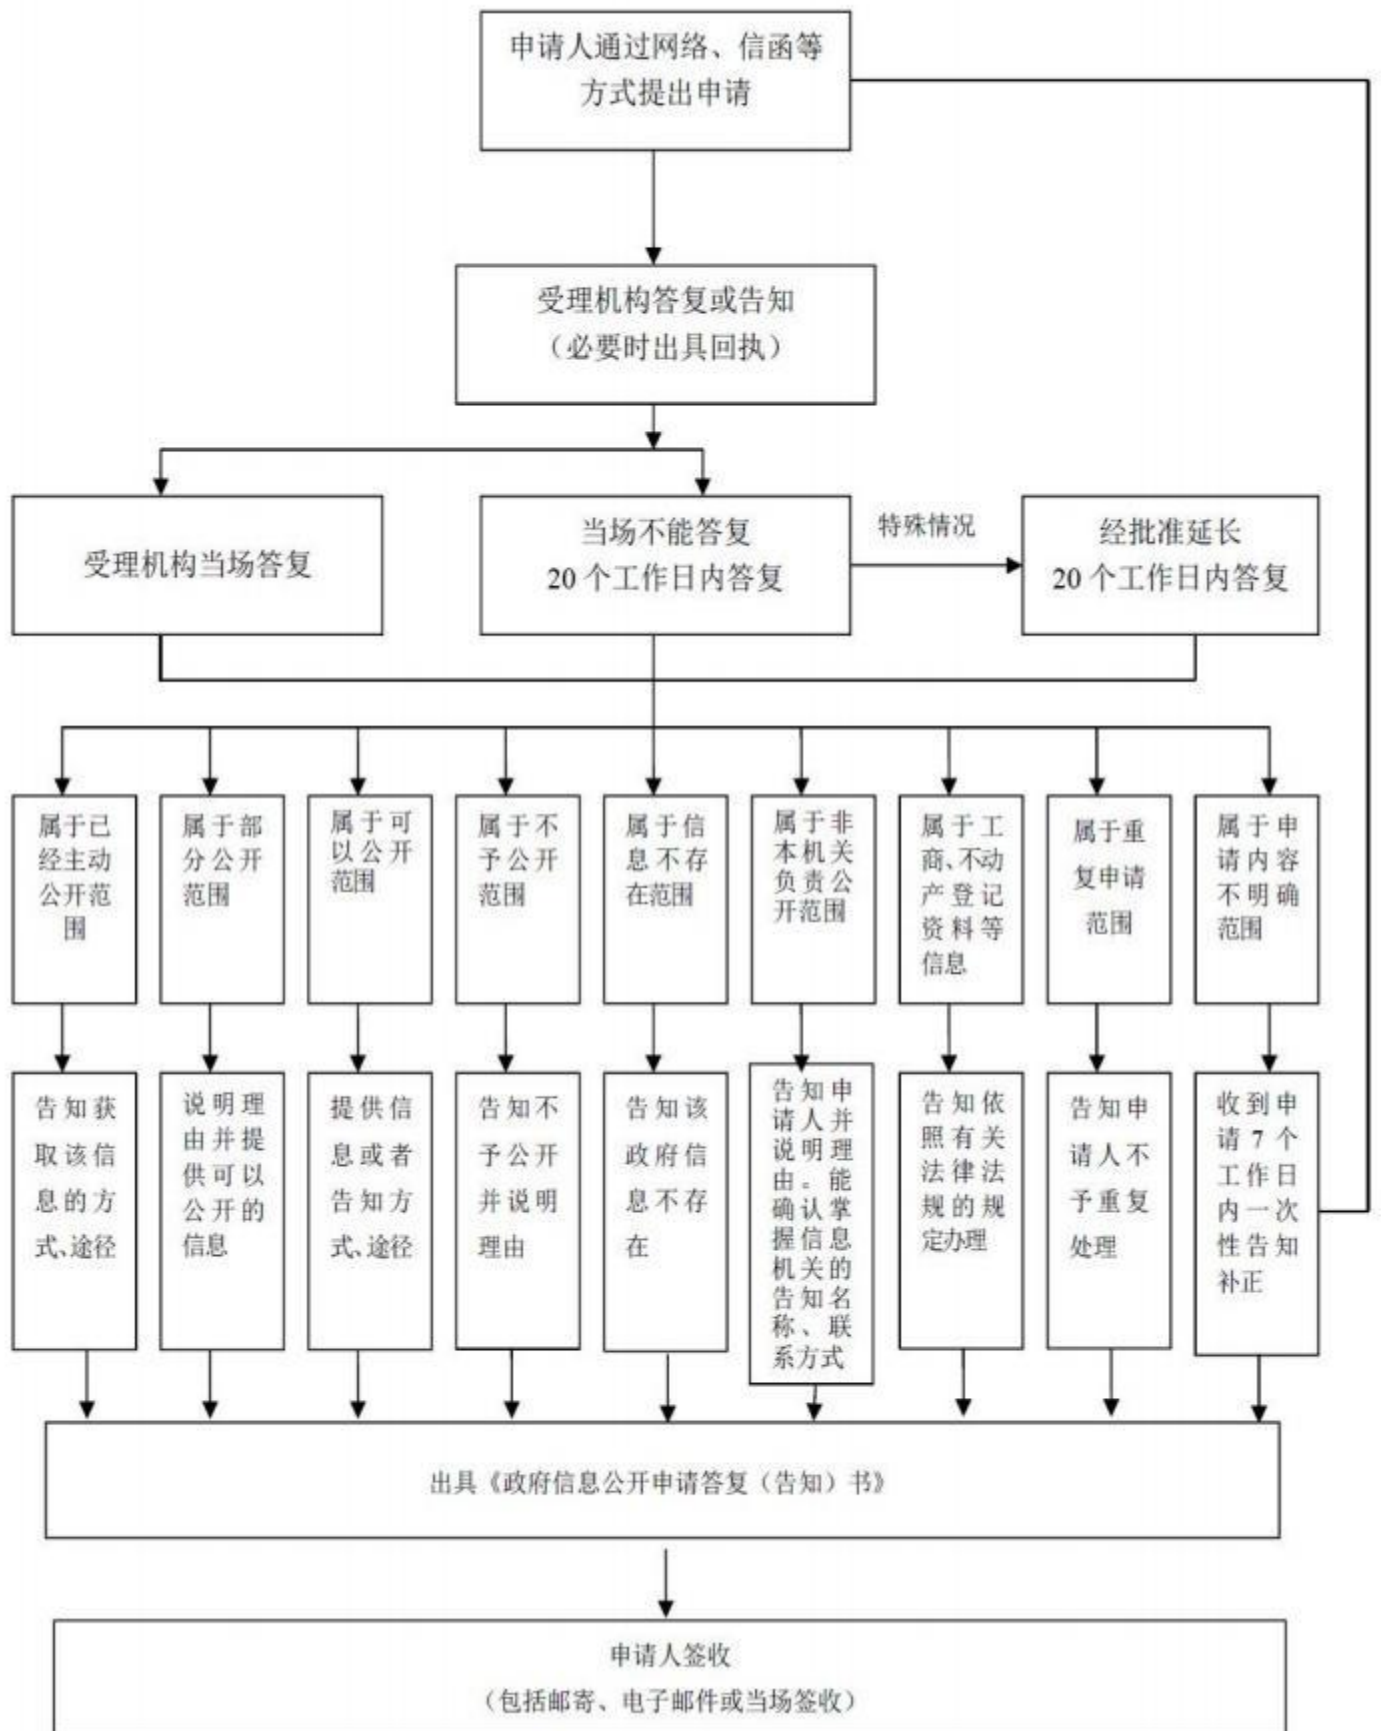 申请人通过网络、信函等
方式提出申请
受理机构答复或告知
（必要时出具回执）
受理机构当场答复
当场不能答复
20 个工作日内答复
特殊情况
经批准延长
20 个工作日内答复
属于已
经主动
公开范
围
属于部
分公开
范围
属于可
以公开
范围
属于不
予公开
范围
属于信
息不存
在范围
属于非
本机关
负责公
开范围
属于工
商、不动
产登记
资料等
信息
属于重
复申请
范围
属于申
请内容
不明确
范围
告知获
取该信
息的方
式、途径
说明理
由并提
供可以
公开的
信息
提供信
息或者
告知方
式、途径
告知不
予公开
并说明
理由
告知该
政府信
息不存
在
告知申
请人并
说明理
由。能
确认掌
握信息
机关的
告知名
称、联
系方式
告知依
照有关
法律法
规的规
定办理
告知申
请人不
予重复
处理
收到申
请 7 个
工作日
内一次
性告知
补正
出具《政府信息公开申请答复（告知）书》
申请人签收
（包括邮寄、电子邮件或当场签收）